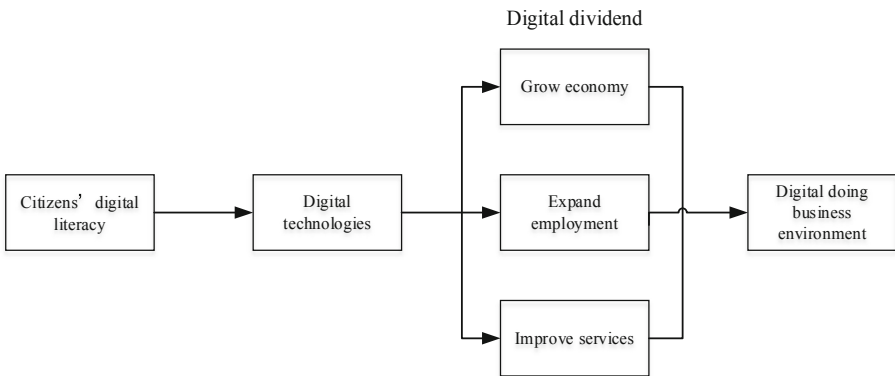 Digital dividend
Grow economy
Citizens’ digital
literacy
Digital
technologies
Expand
employment
Digital doing
business
environment
Improve services